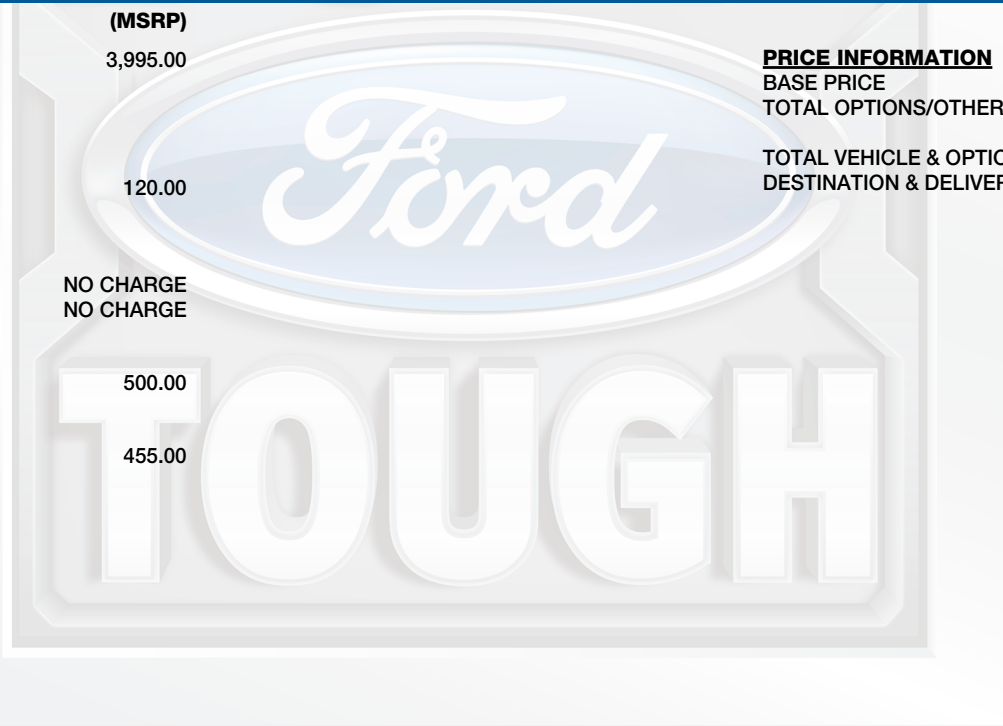 (MSRP)
3,995.00
120.00
NO CHARGE
NO CHARGE
500.00
455.00
PRICE INFORMATION
BASE PRICE
TOTAL OPTIONS/OTHER
TOTAL VEHICLE & OPTIO
DESTINATION & DELIVER
Ford
TOUGH